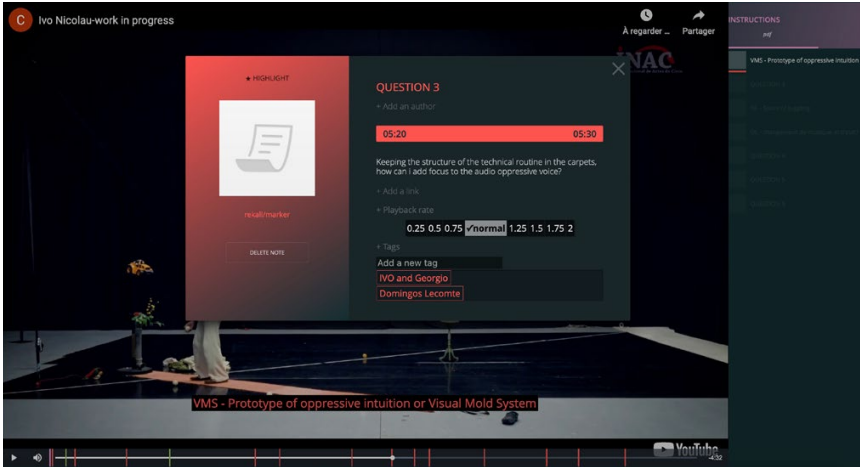 C Ivo Nicolau-work in progress
À regarder ...
Partager
INAC
INSTRUCTIONS
VMS - Prototype of oppressive intuition
★ HIGHLIGHT
rekall/marker
DELETE NOTE
QUESTION 3
+ Add an author
05:20 05:30
Keeping the structure of the technical routine in the carpets,
how can i add focus to the audio oppressive voice?
+ Add a link
+ Playback rate
0.25 0.5 0.75 ✓normal 1.25 1.5 1.75 2
+ Tags
Add a new tag
IVO and Georgio
Domingos Lecomte
VMS - Prototype of oppressive intuition or Visual Mold System
YouTube
-4:32